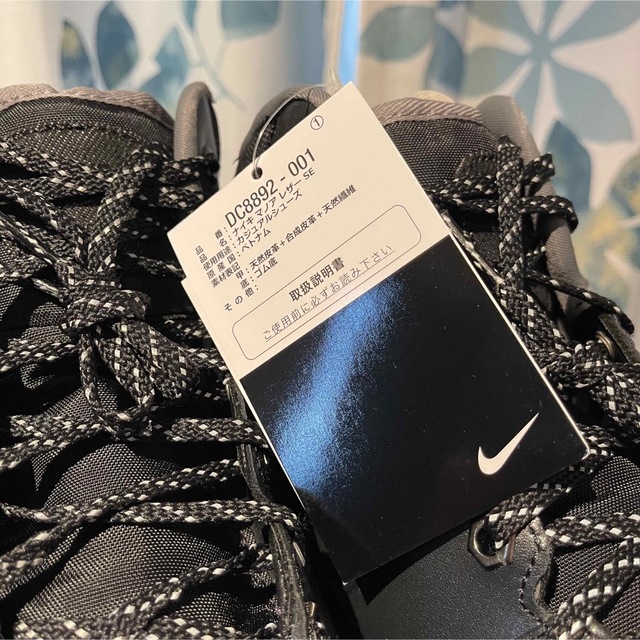 ①
品番：DC8892-001
品名：ナイキ マノア レザー SE
使用用途：カジュアルシューズ
原産国：ベトナム
素材表記：甲：天然皮革＋合成皮革＋天然繊維
底：ゴム底
その他：
取扱説明書
ご使用前に必ずお読み下さい